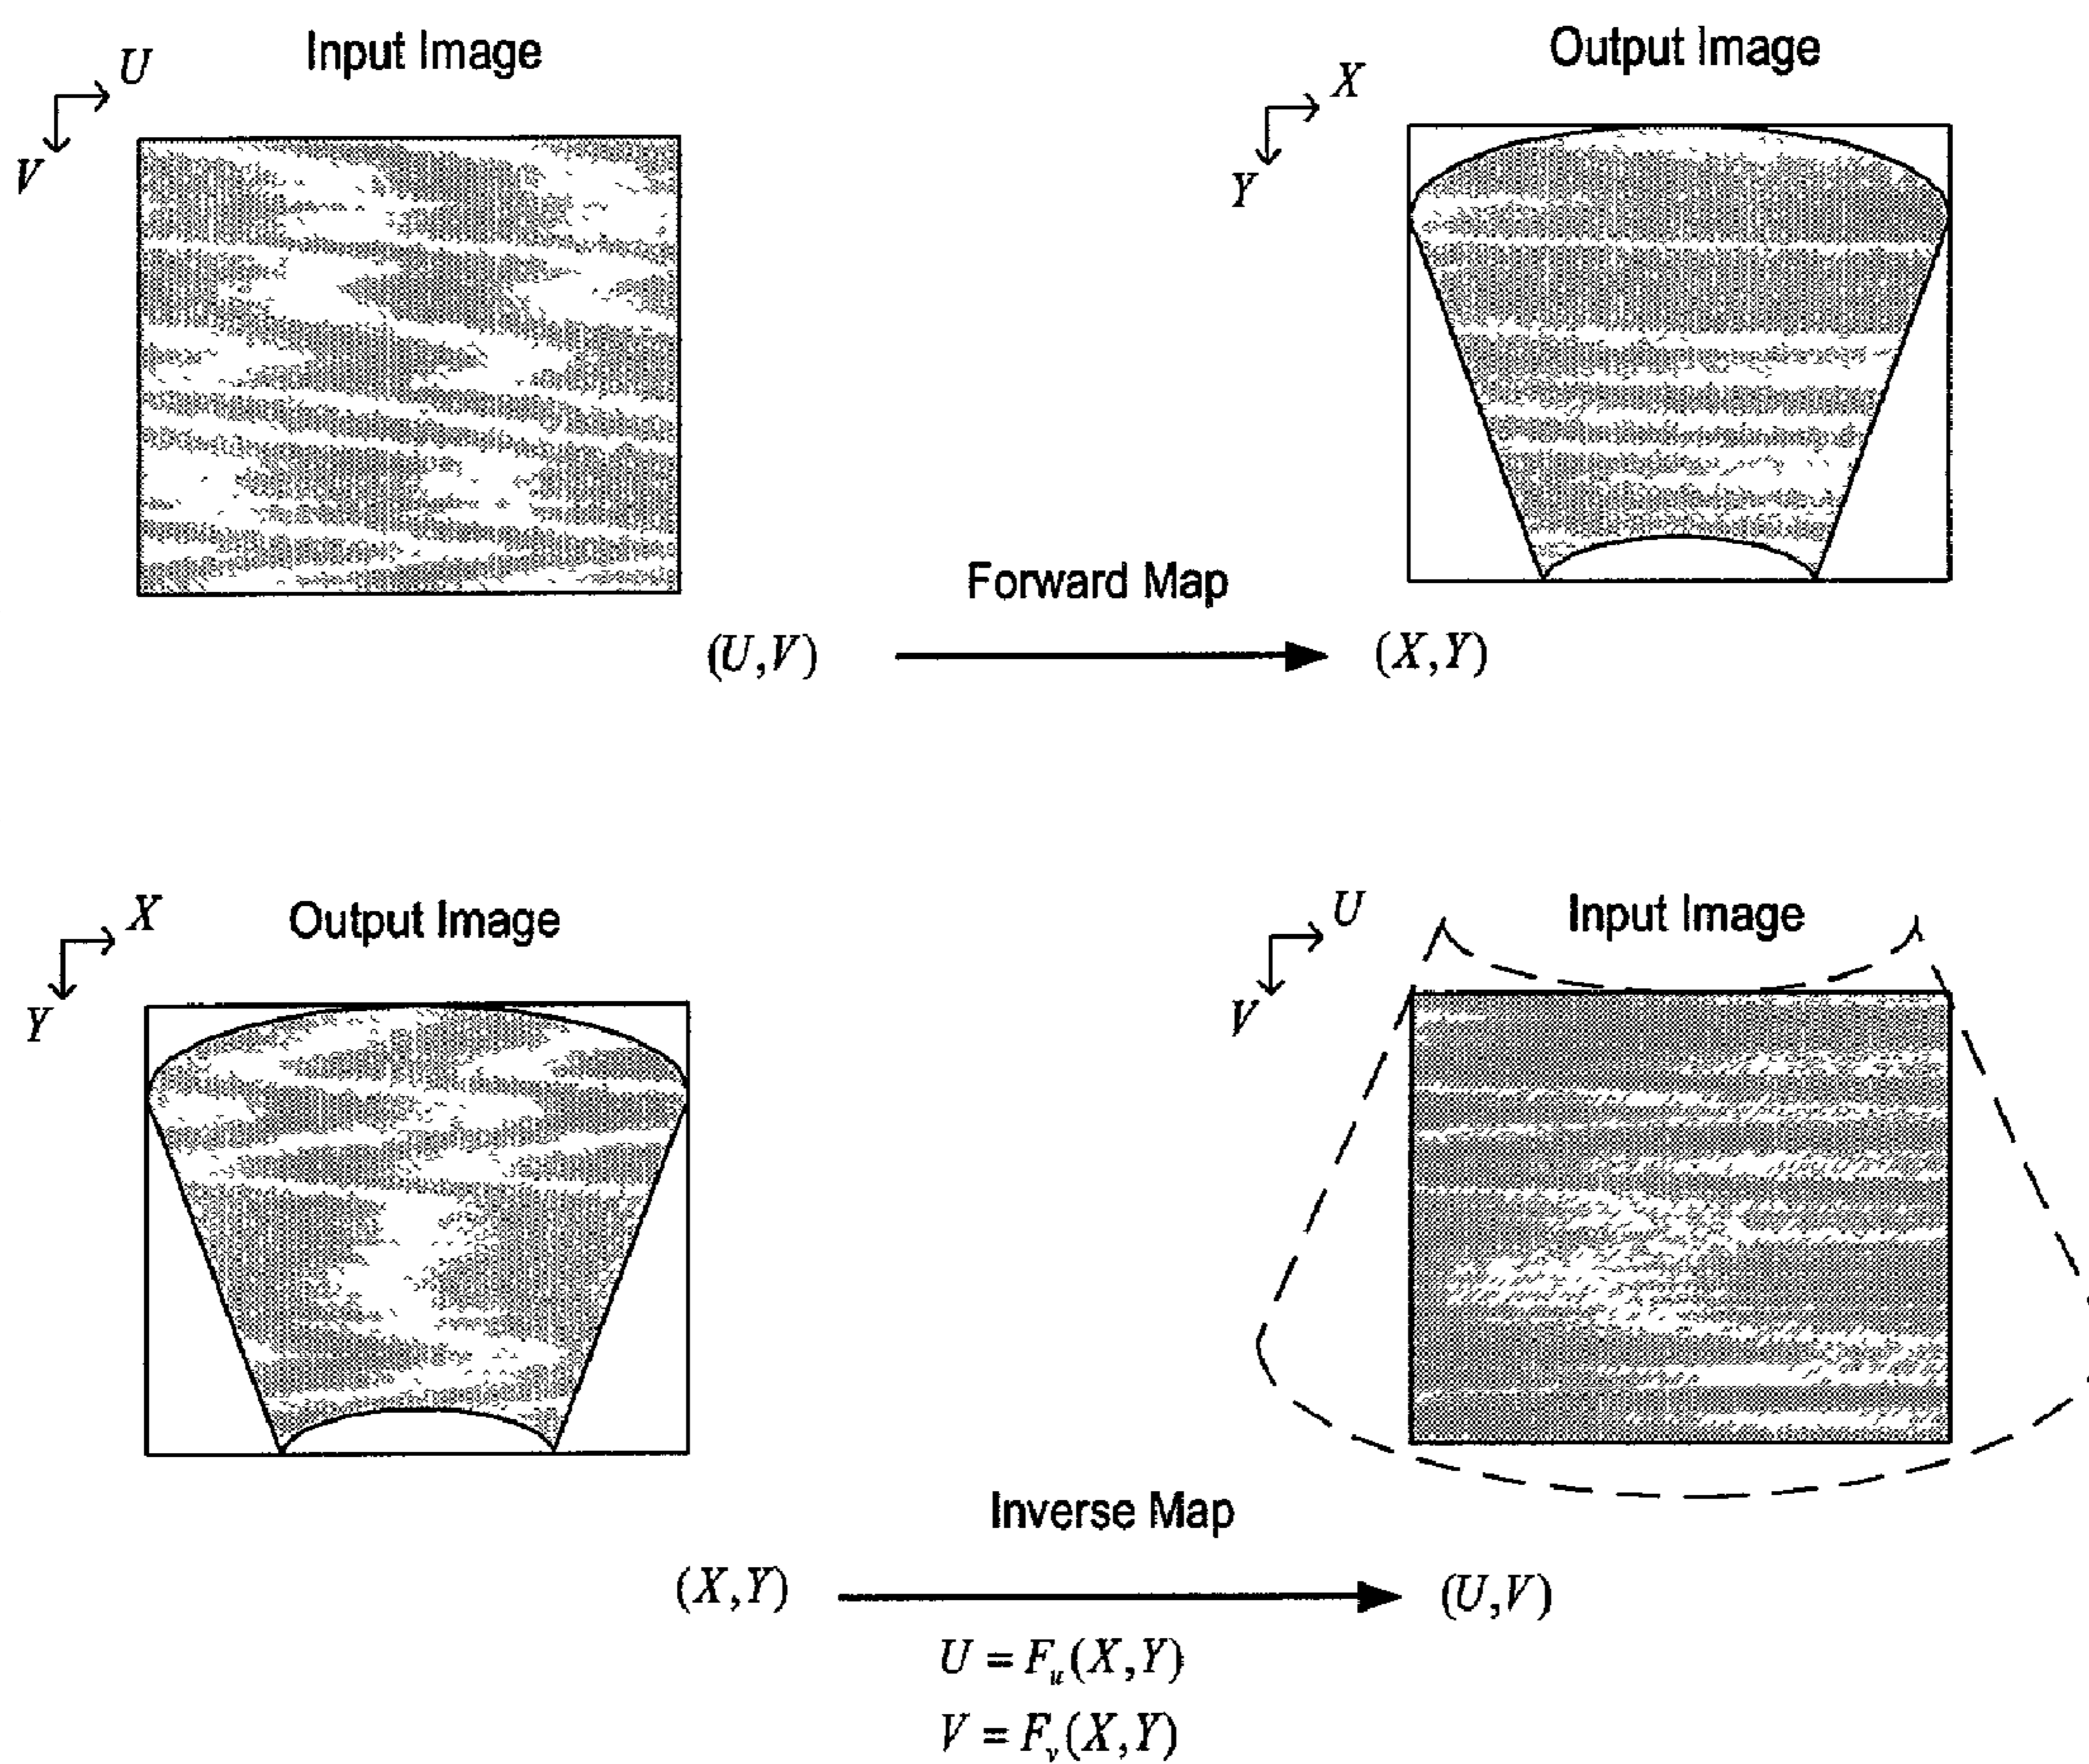 Input Image
U
V
Output Image
X
Y
Forward Map
(U,V)
(X,Y)
Output Image
X
Y
Input Image
U
V
Inverse Map
(X,Y)
(U,V)
U = F_u(X,Y)
V = F_v(X,Y)